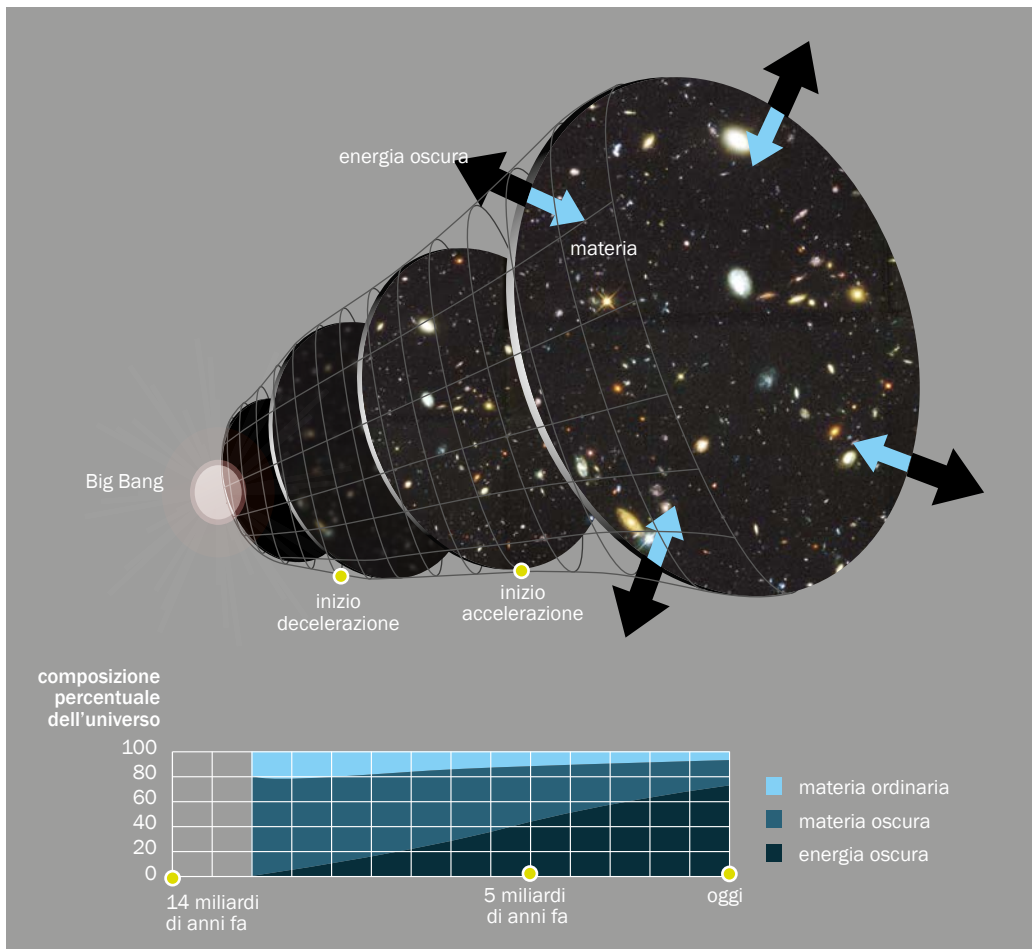 energia oscura
materia
Big Bang
inizio
decelerazione
inizio
accelerazione
composizione
percentuale
dell'universo
100
80
60
40
20
0
14 miliardi
di anni fa
5 miliardi
di anni fa
oggi
materia ordinaria
materia oscura
energia oscura